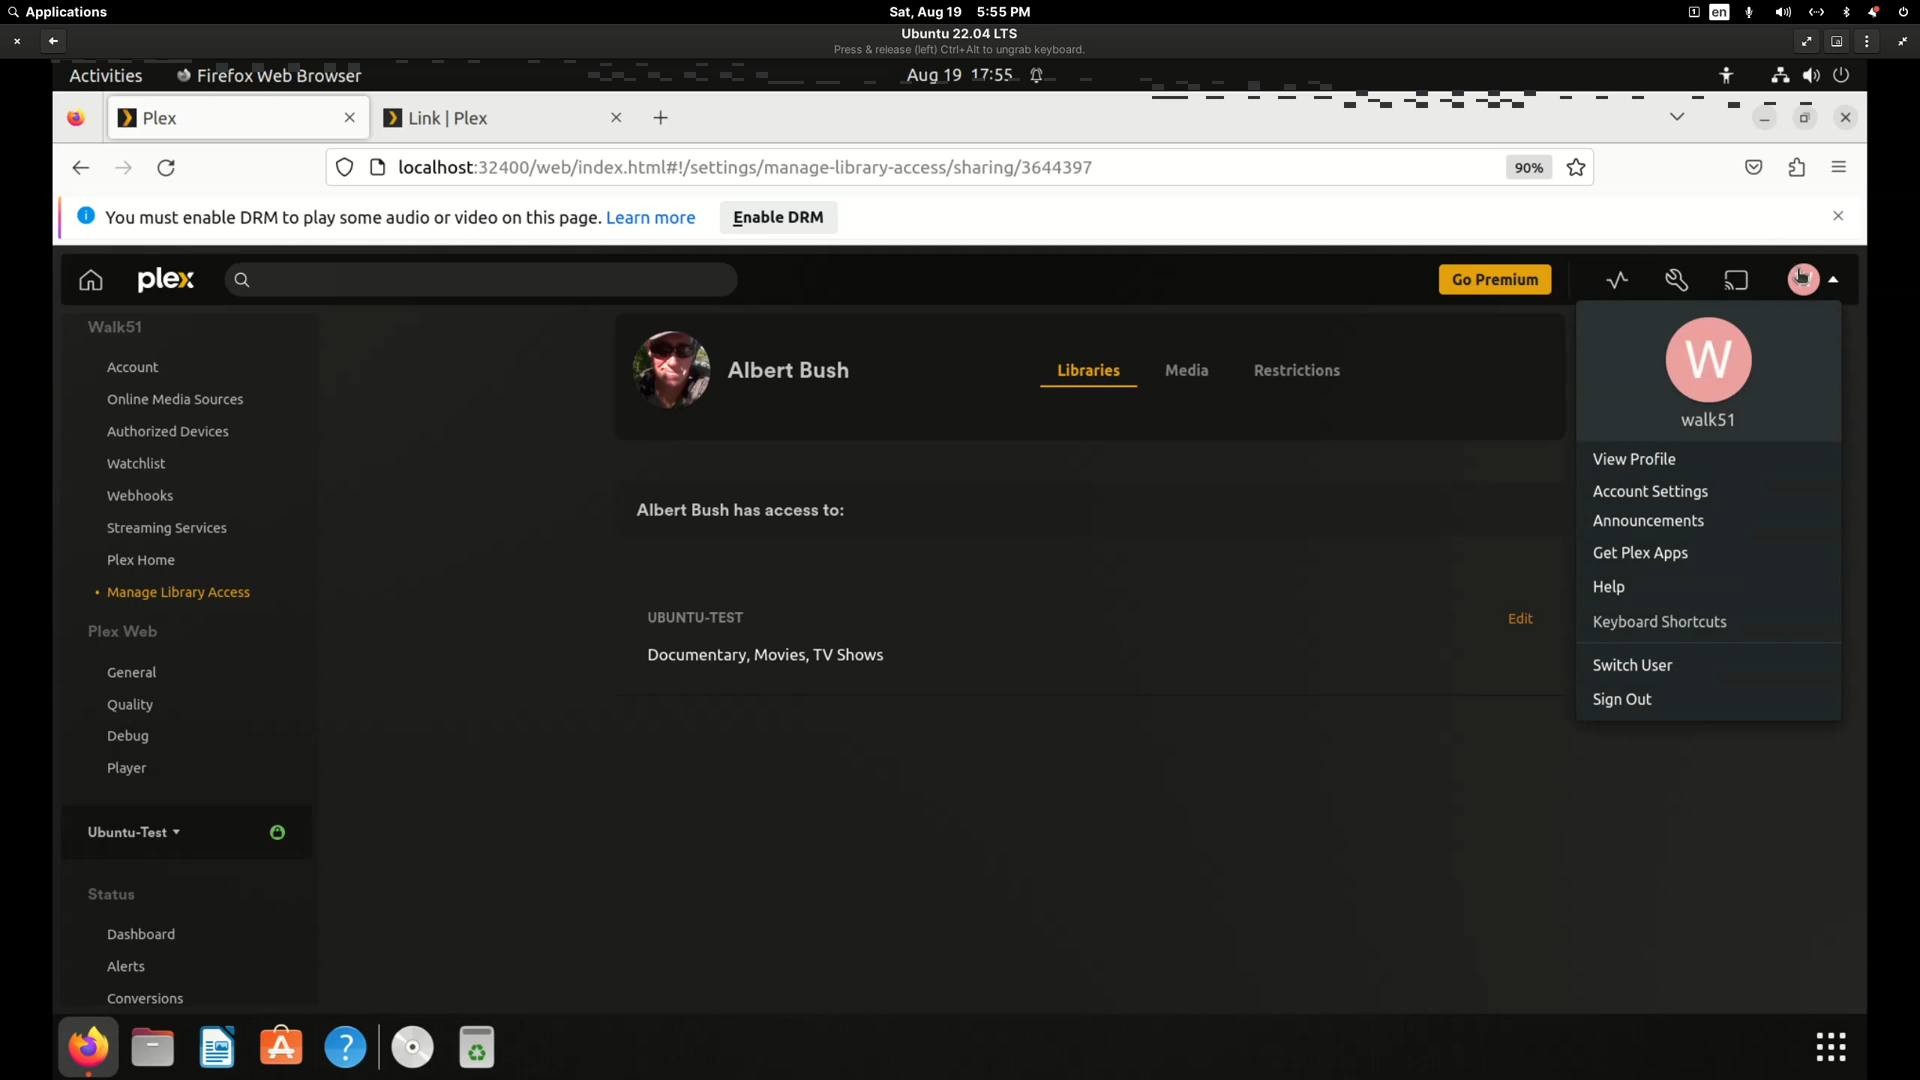 Applications
Sat, Aug 19 5:55 PM
1
en
Ubuntu 22.04 LTS
Press & release (left) Ctrl+Alt to ungrab keyboard.
Activities
Firefox Web Browser
Aug 19 17:55
Plex
Link | Plex
localhost:32400/web/index.html#!/settings/manage-library-access/sharing/3644397
90%
You must enable DRM to play some audio or video on this page. Learn more
Enable DRM
plex
Go Premium
Walk51
Account
Online Media Sources
Authorized Devices
Watchlist
Webhooks
Streaming Services
Plex Home
• Manage Library Access
Plex Web
General
Quality
Debug
Player
Ubuntu-Test
Status
Dashboard
Alerts
Conversions
Albert Bush
Libraries
Media
Restrictions
Albert Bush has access to:
UBUNTU-TEST
Edit
Documentary, Movies, TV Shows
W
walk51
View Profile
Account Settings
Announcements
Get Plex Apps
Help
Keyboard Shortcuts
Switch User
Sign Out